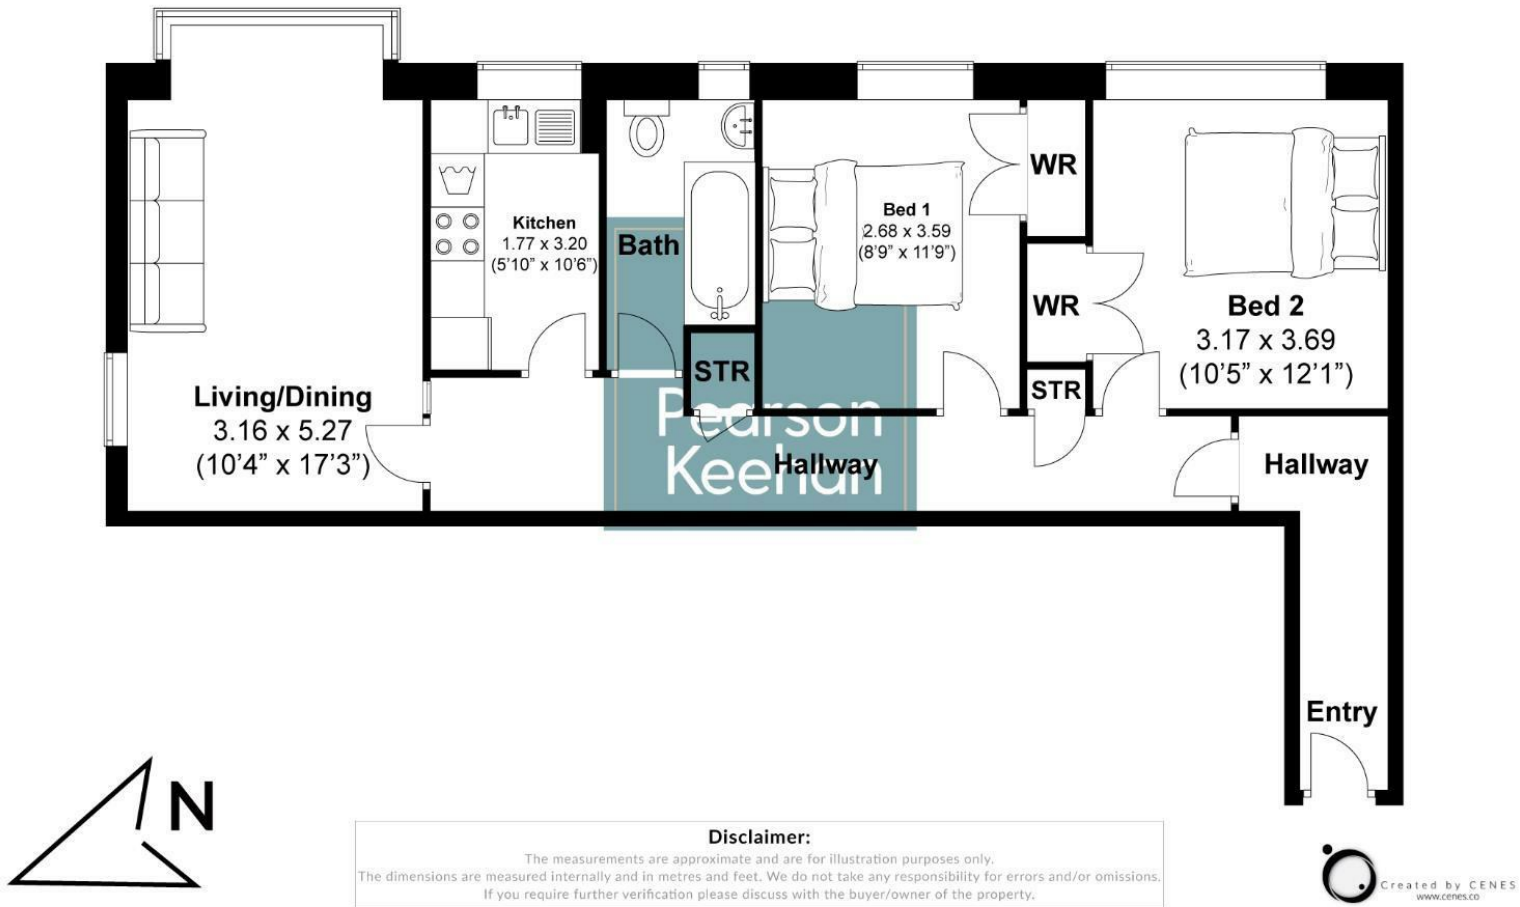 Living/Dining
3.16 x 5.27
(10’4” x 17’3”)
Kitchen
1.77 x 3.20
(5’10” x 10’6”)
Bath
STR
Bed 1
2.68 x 3.59
(8’9” x 11’9”)
WR
WR
STR
Bed 2
3.17 x 3.69
(10’5” x 12’1”)
Pearson
Keehan
Hallway
Hallway
Entry
N
Disclaimer:
The measurements are approximate and are for illustration purposes only.
The dimensions are measured internally and in metres and feet. We do not take any responsibility for errors and/or omissions.
If you require further verification please discuss with the buyer/owner of the property.
Created by CENES
www.cenes.co